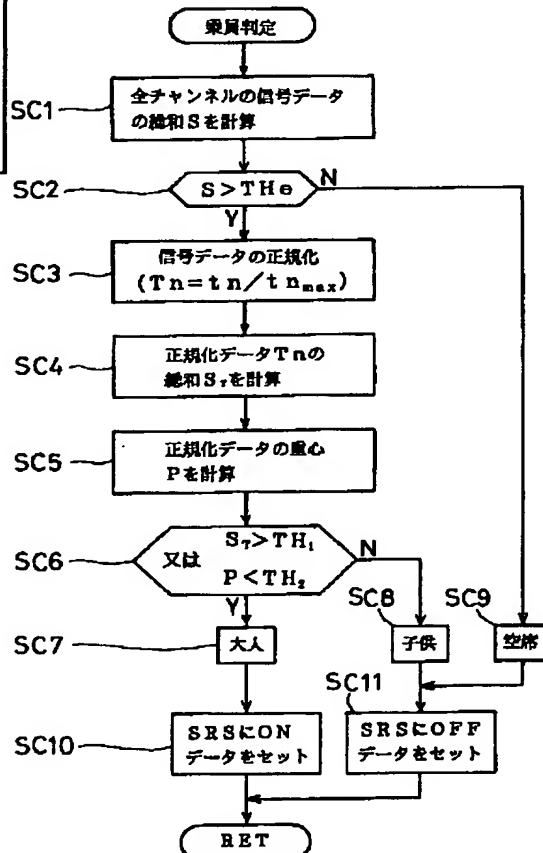 乗員判定
SC1
全チャンネルの信号データ
の総和Sを計算
SC2
S>THe
N
Y
SC3
信号データの正規化
(Tn=tn/tnmax)
SC4
正規化データTnの
総和STを計算
SC5
正規化データの重心
Pを計算
SC6
又は
ST>TH1
P<TH2
N
Y
SC7
大人
SC8
子供
SC9
空席
SC10
SRSにON
データをセット
SC11
SRSにOFF
データをセット
RET